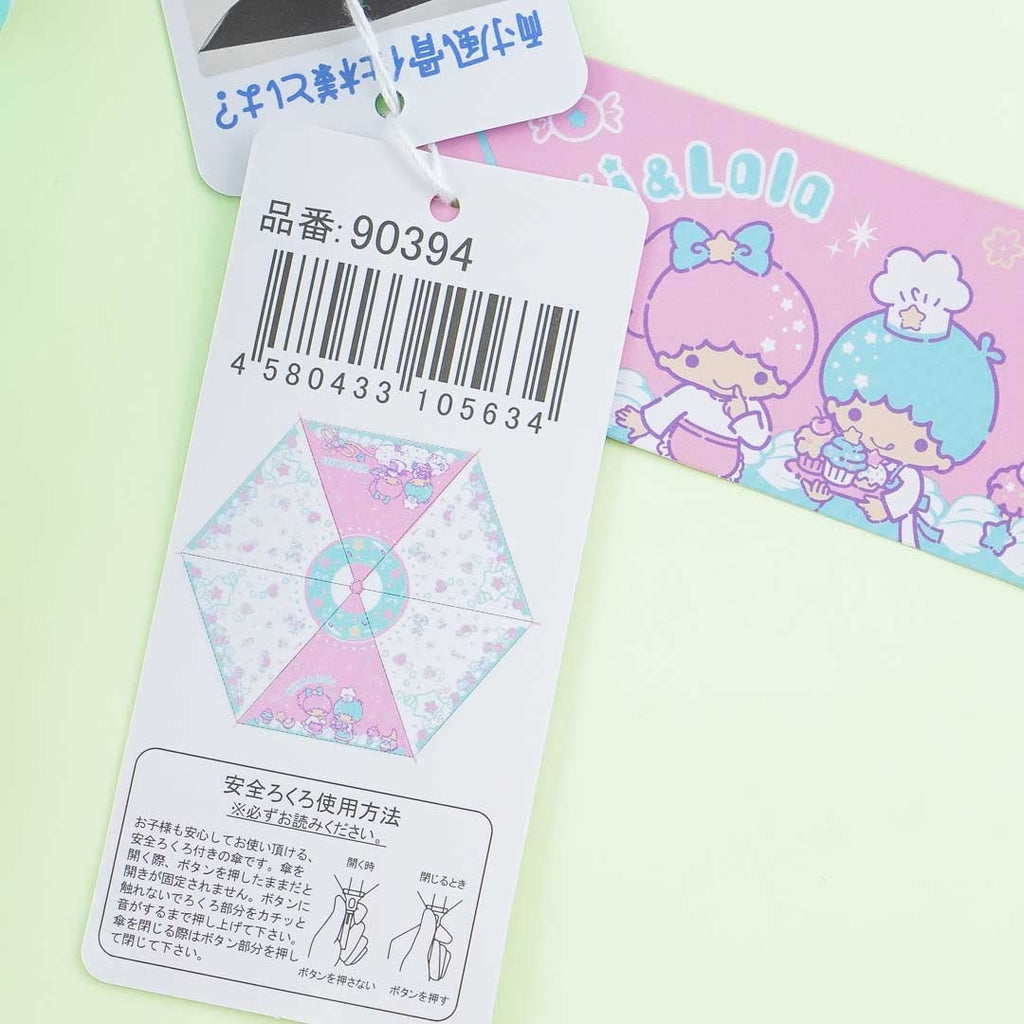 耐風骨仕様とは?
&Lala
品番: 90394
4 580433 105634
安全ろくろ使用方法
※必ずお読みください。
お子様も安心してお使い頂ける、
安全ろくろ付きの傘です。傘を
開く際、ボタンを押したままだと
開きが固定されません。ボタンに
触れないでろくろ部分をカチッと
音がするまで押し上げて下さい。
傘を閉じる際はボタン部分を押し
て閉じて下さい。
開く時
閉じるとき
ボタンを押さない
ボタンを押す